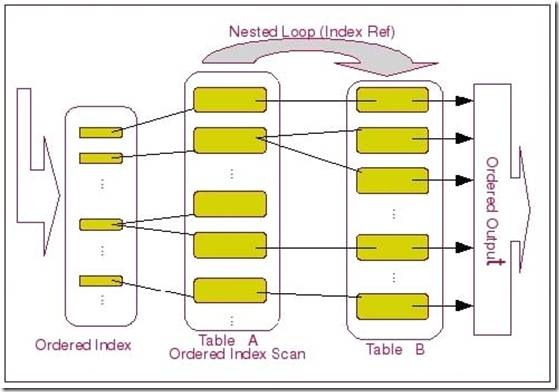 Nested Loop (Index Ref)
Ordered Output
Ordered Index
Table A
Ordered Index Scan
Table B